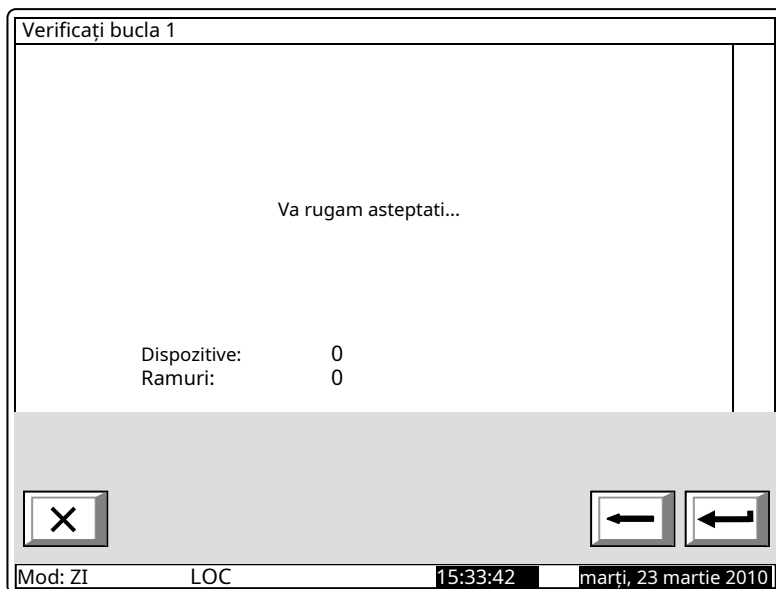 Verificați bucla 1
Va rugam asteptati...
Dispozitive: 0
Ramuri: 0
Mod: ZI LOC 15:33:42 marți, 23 martie 2010